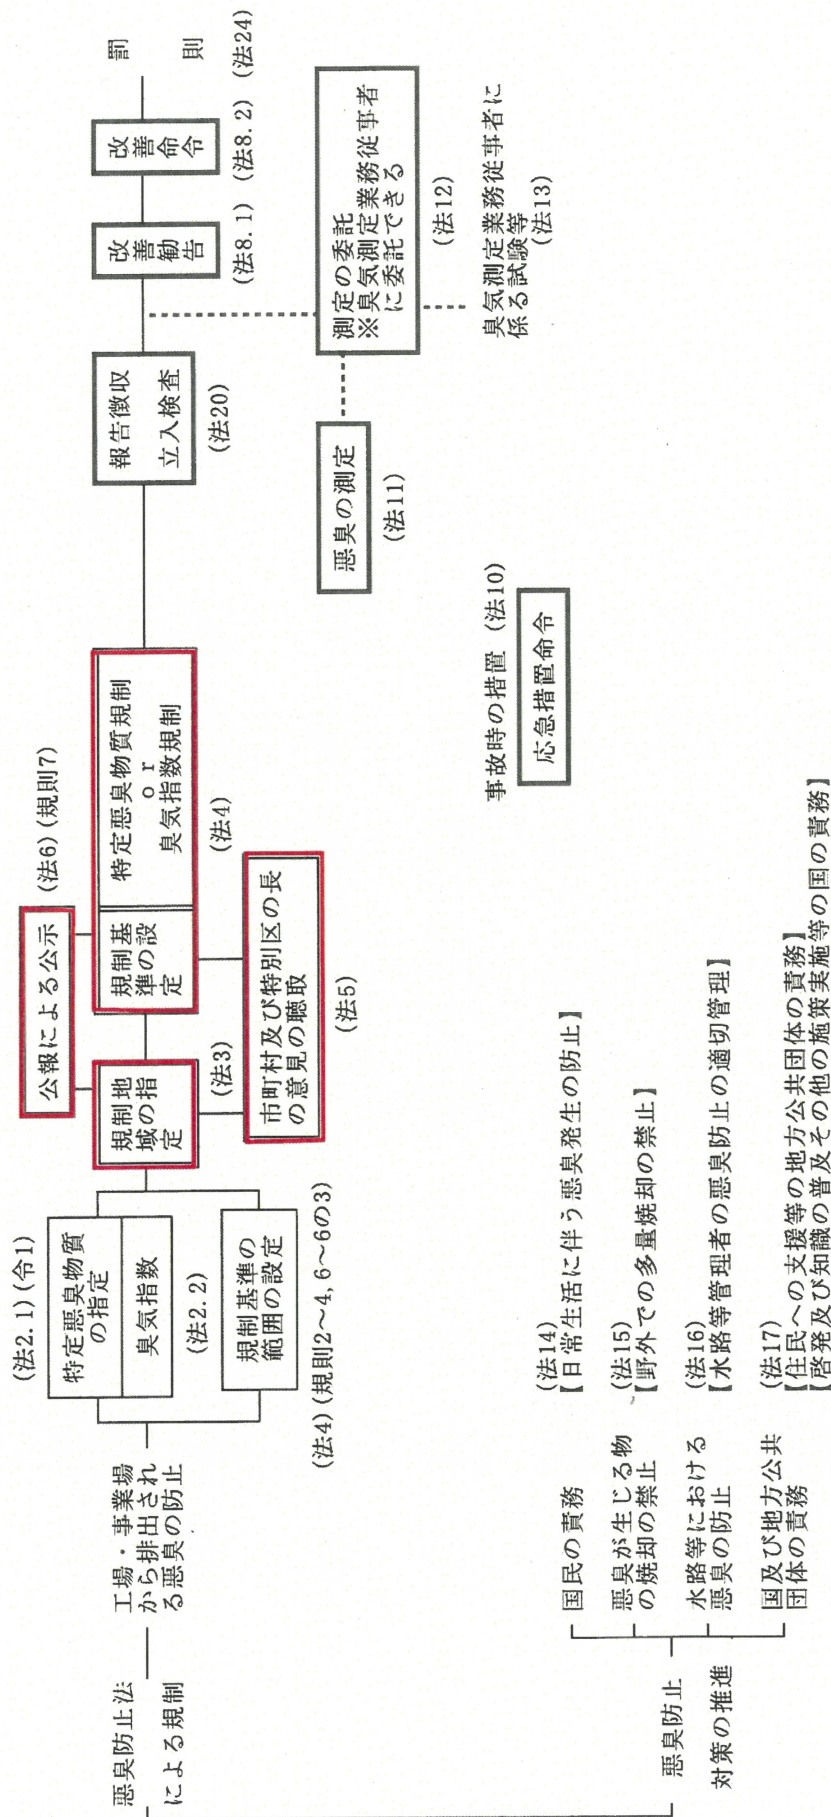 悪臭防止法
による規制
工場・事業場
から排出され
る悪臭の防止
(法2.1)(令1)
特定悪臭物質
の指定
臭気指数
(法2.2)
規制基準の
範囲の設定
(法4)(規則2~4,6~6の3)
規制地
域の指
定
(法3)
公報による公示
(法6)(規則7)
規制基
準の設
定
特定悪臭物質規制
or
臭気指数規制
(法4)
市町村及び特別区の長
の意見の聴取
(法5)
報告徴収
立入検査
(法20)
改善
勧告
(法8.1)
改善
命令
(法8.2)
罰則
(法24)
悪臭の測定
(法11)
測定の委託
※臭気測定業務従事者
に委託できる
(法12)
臭気測定業務従事者に
係る試験等
(法13)
事故時の措置 (法10)
応急措置命令
悪臭防止
対策の推進
国民の責務
(法14)
【日常生活に伴う悪臭発生の防止】
悪臭が生じる物
の焼却の禁止
(法15)
【野外での多量焼却の禁止】
水路等における
悪臭の防止
(法16)
【水路等管理者の悪臭防止の適切管理】
国及び地方公共
団体の責務
(法17)
【住民への支援等の地方公共団体の責務】
【啓発及び知識の普及その他の施策実施等の国の責務】